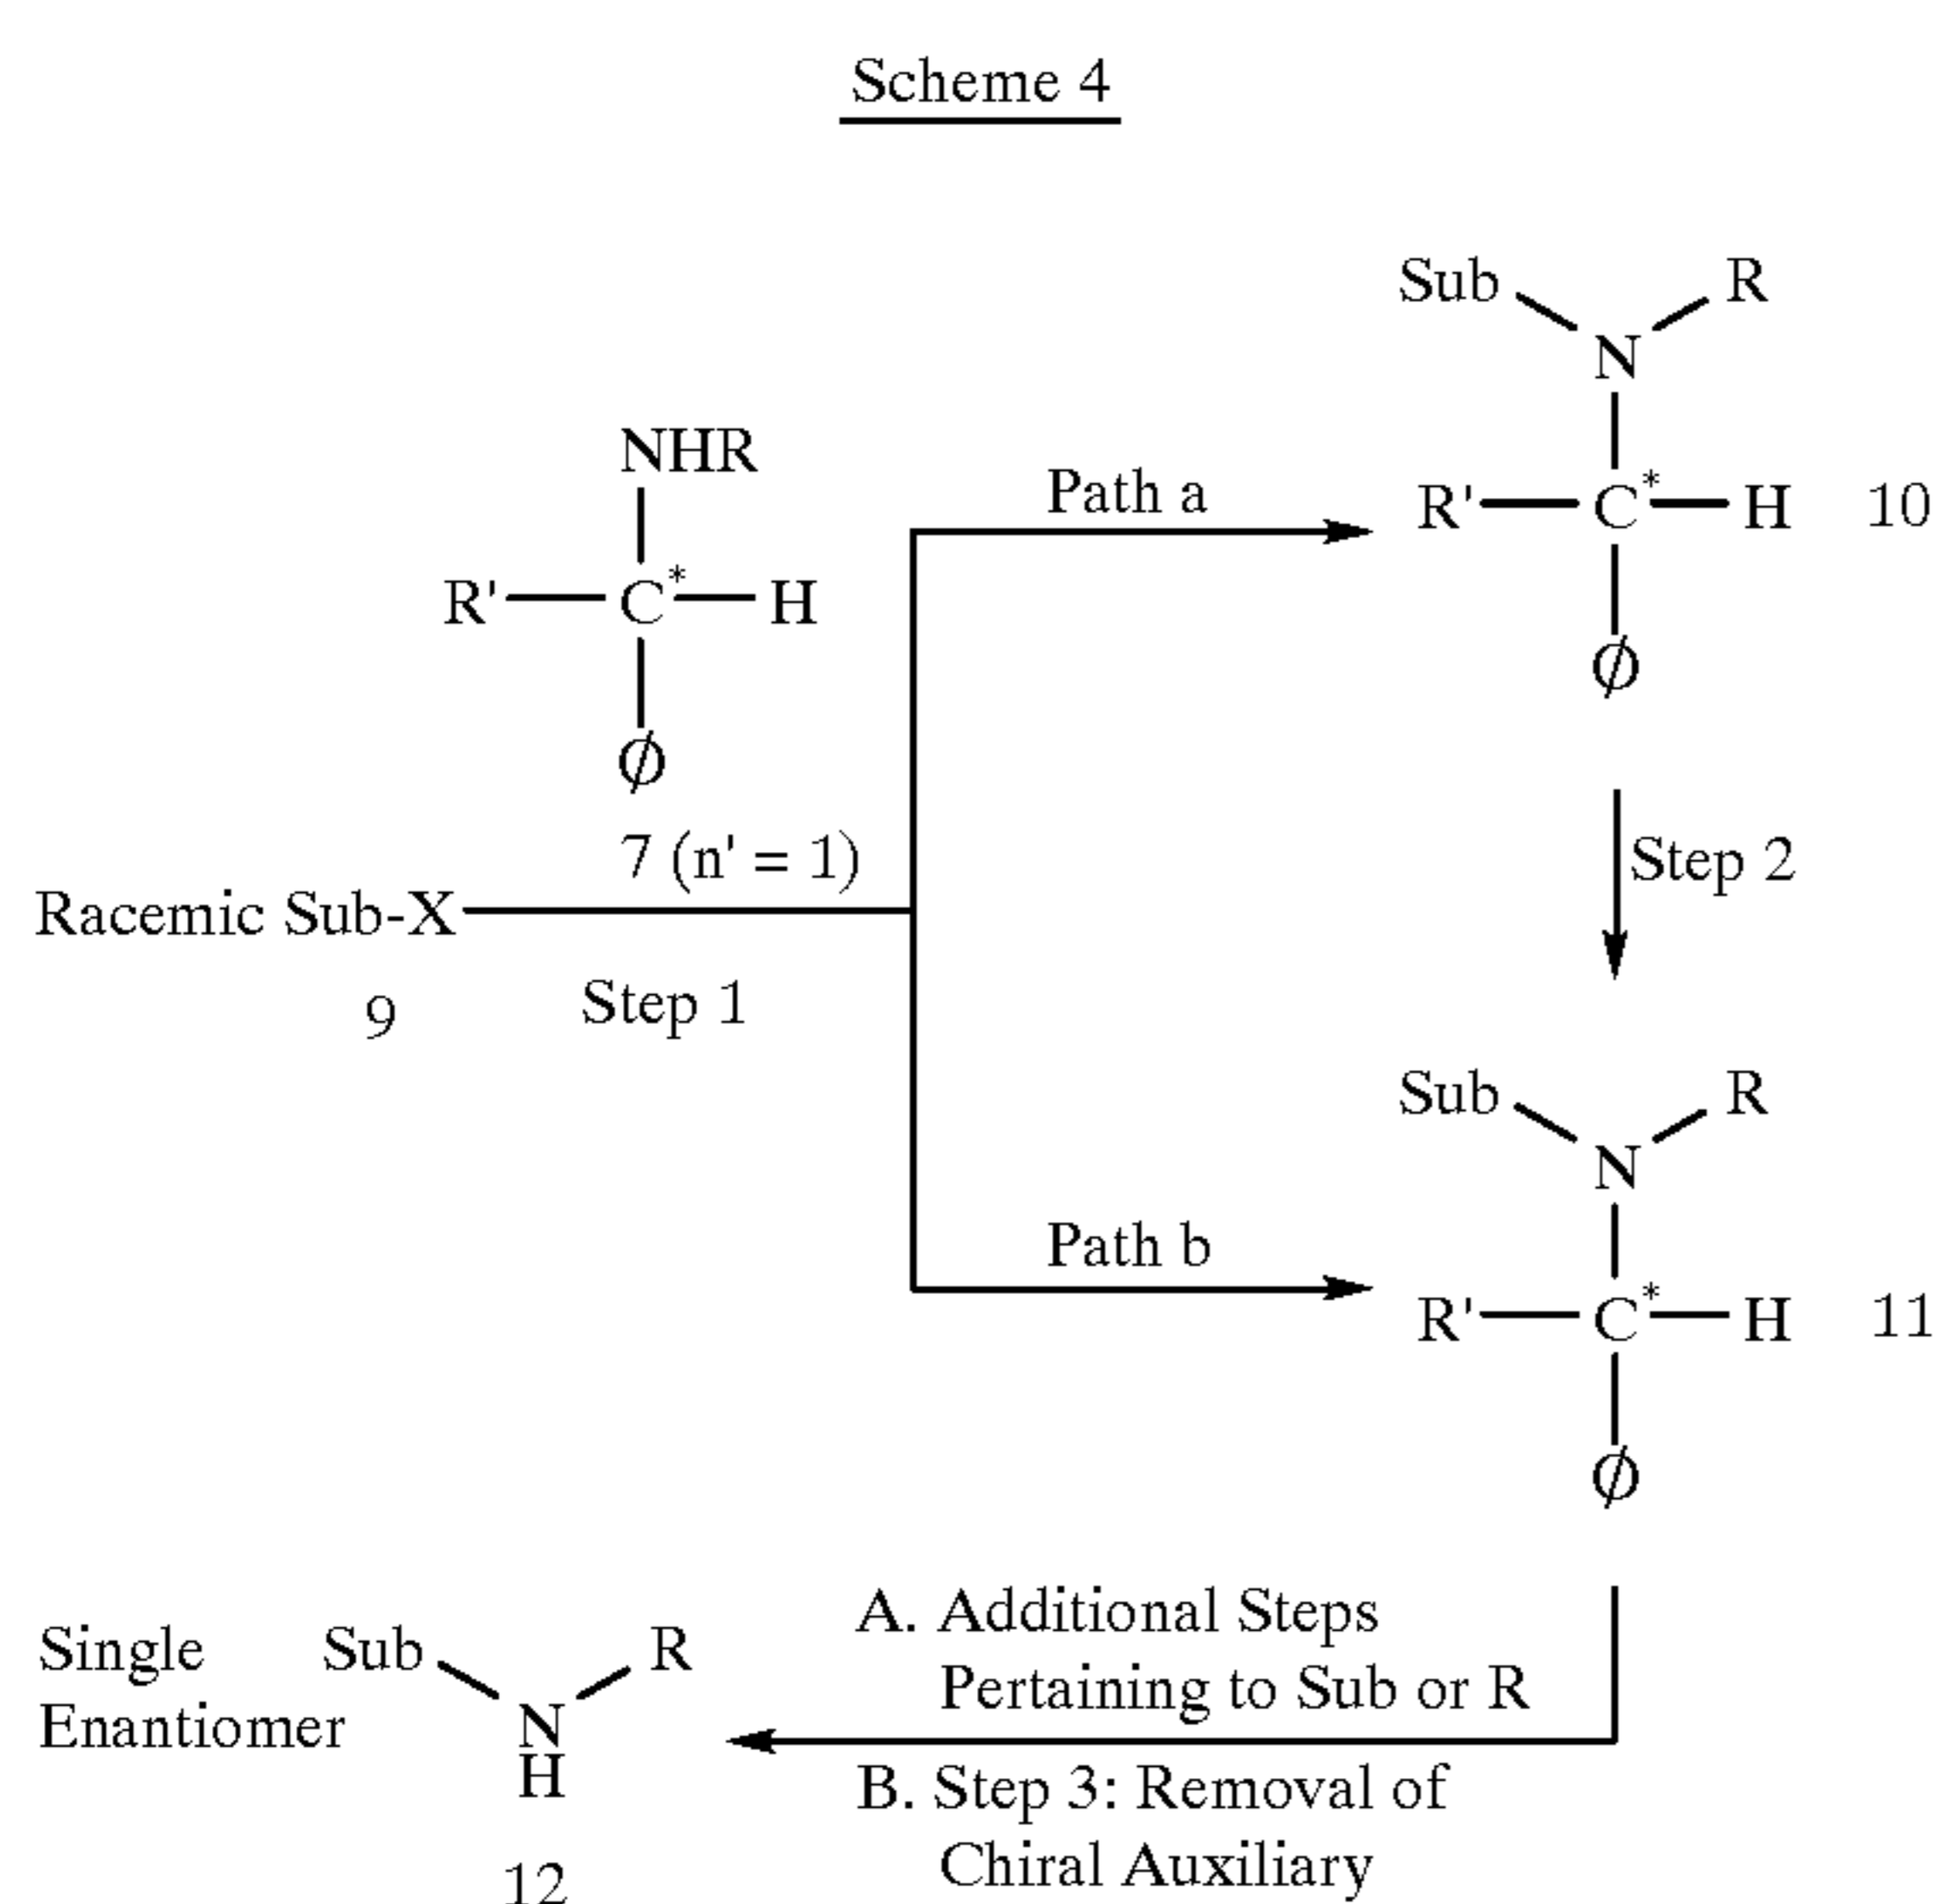 Scheme 4
Sub
R
N
R' C* H 10
Ø
NHR
R' C* H
Ø
7 (n' = 1)
Racemic Sub-X
9
Step 1
Path a
Path b
Step 2
Sub
R
N
R' C* H 11
Ø
A. Additional Steps
Pertaining to Sub or R
B. Step 3: Removal of
Chiral Auxiliary
Single
Enantiomer
Sub
R
N
H
12